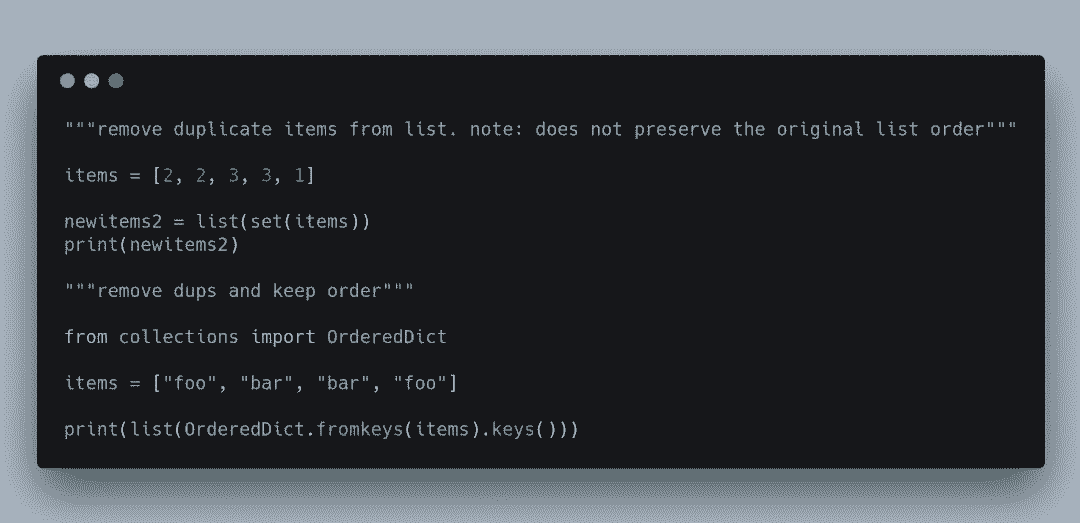 """remove duplicate items from list. note: does not preserve the original list order"""
items = [2, 2, 3, 3, 1]
newitems2 = list(set(items))
print(newitems2)
"""remove dups and keep order"""
from collections import OrderedDict
items = ["foo", "bar", "bar", "foo"]
print(list(OrderedDict.fromkeys(items).keys()))